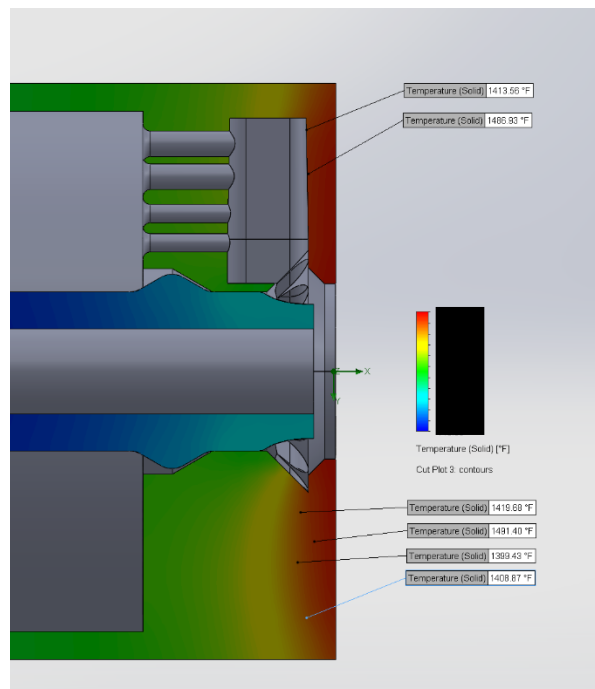 Temperature (Solid) 1413.56 °F
Temperature (Solid) 1486.93 °F
Z
X
Y
Temperature (Solid) [°F]
Cut Plot 3: contours
Temperature (Solid) 1419.68 °F
Temperature (Solid) 1491.40 °F
Temperature (Solid) 1399.43 °F
Temperature (Solid) 1408.87 °F